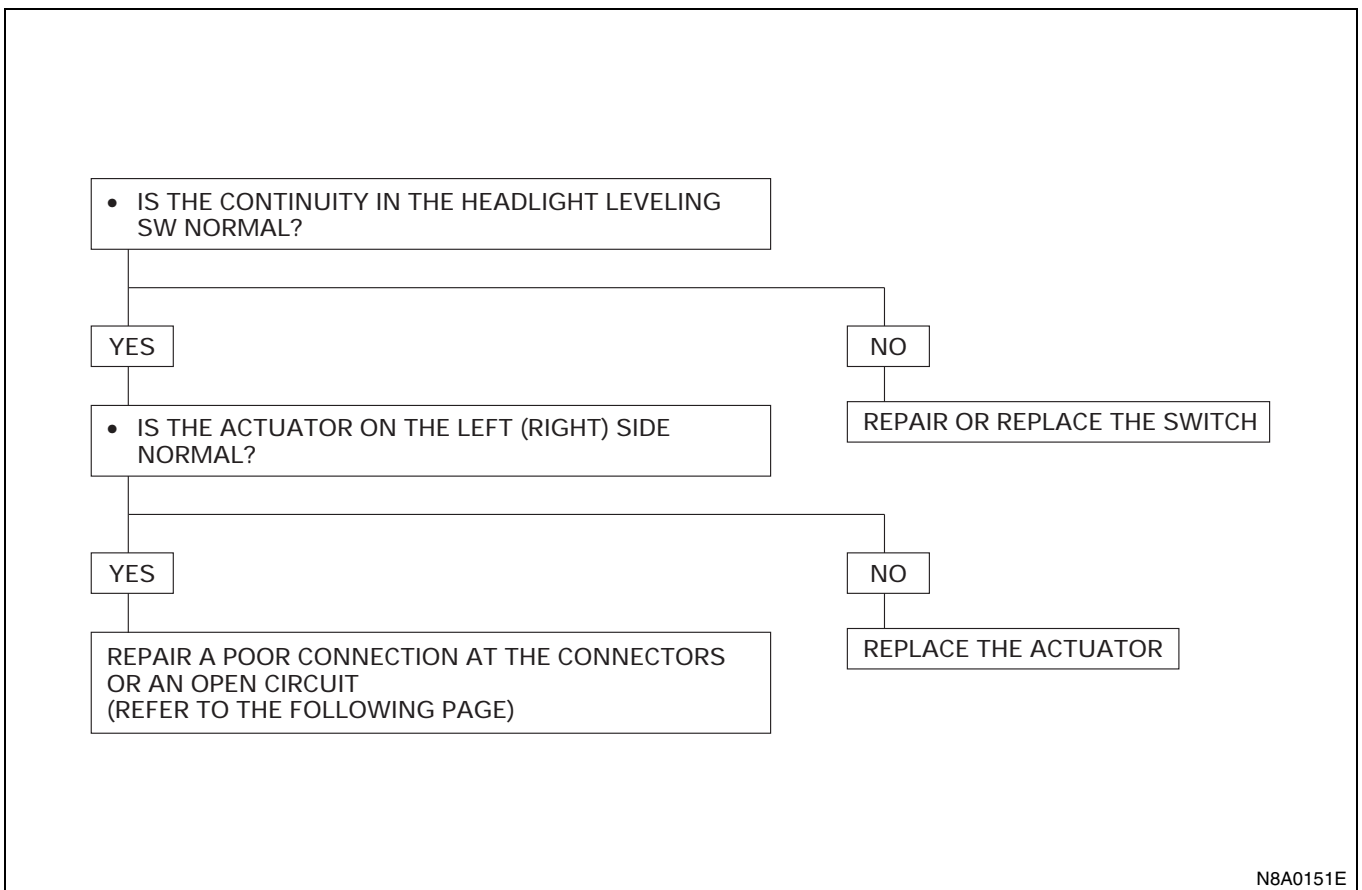 • IS THE CONTINUITY IN THE HEADLIGHT LEVELING
SW NORMAL?
YES
NO
• IS THE ACTUATOR ON THE LEFT (RIGHT) SIDE
NORMAL?
REPAIR OR REPLACE THE SWITCH
YES
NO
REPAIR A POOR CONNECTION AT THE CONNECTORS
OR AN OPEN CIRCUIT
(REFER TO THE FOLLOWING PAGE)
REPLACE THE ACTUATOR
N8A0151E